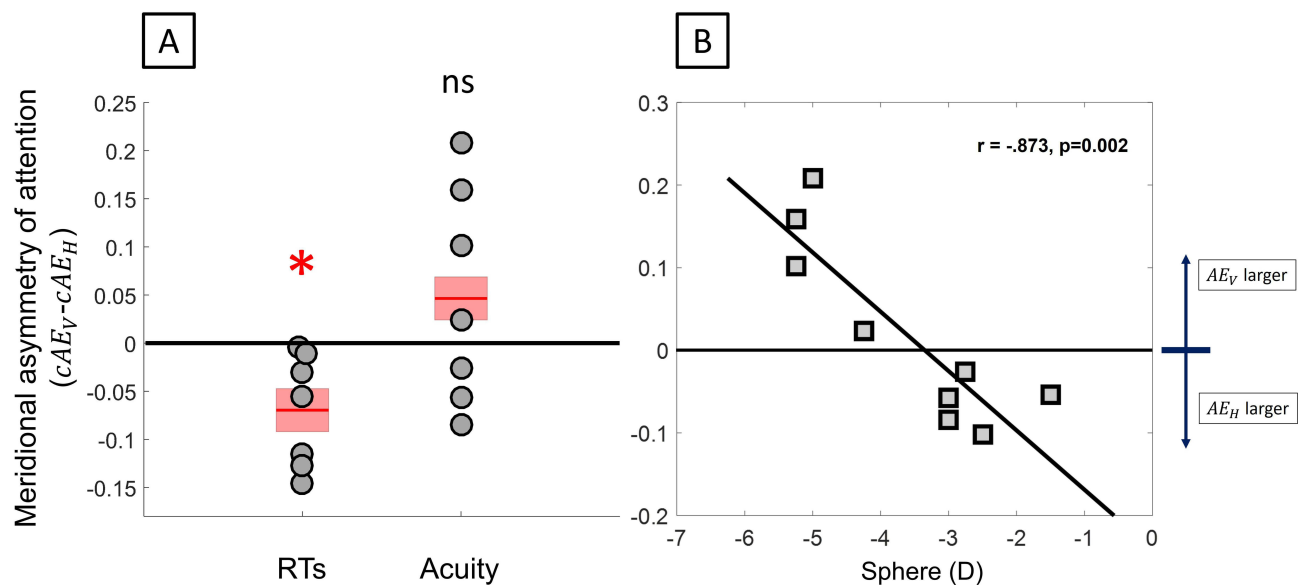 A
B
ns
*
Meridional asymmetry of attention
(cAE_V-cAE_H)
0.25
0.2
0.15
0.1
0.05
0
-0.05
-0.1
-0.15
RTs
Acuity
r = -.873, p=0.002
0.3
0.2
0.1
0
-0.1
-0.2
-7
-6
-5
-4
-3
-2
-1
0
Sphere (D)
AE_V larger
AE_H larger